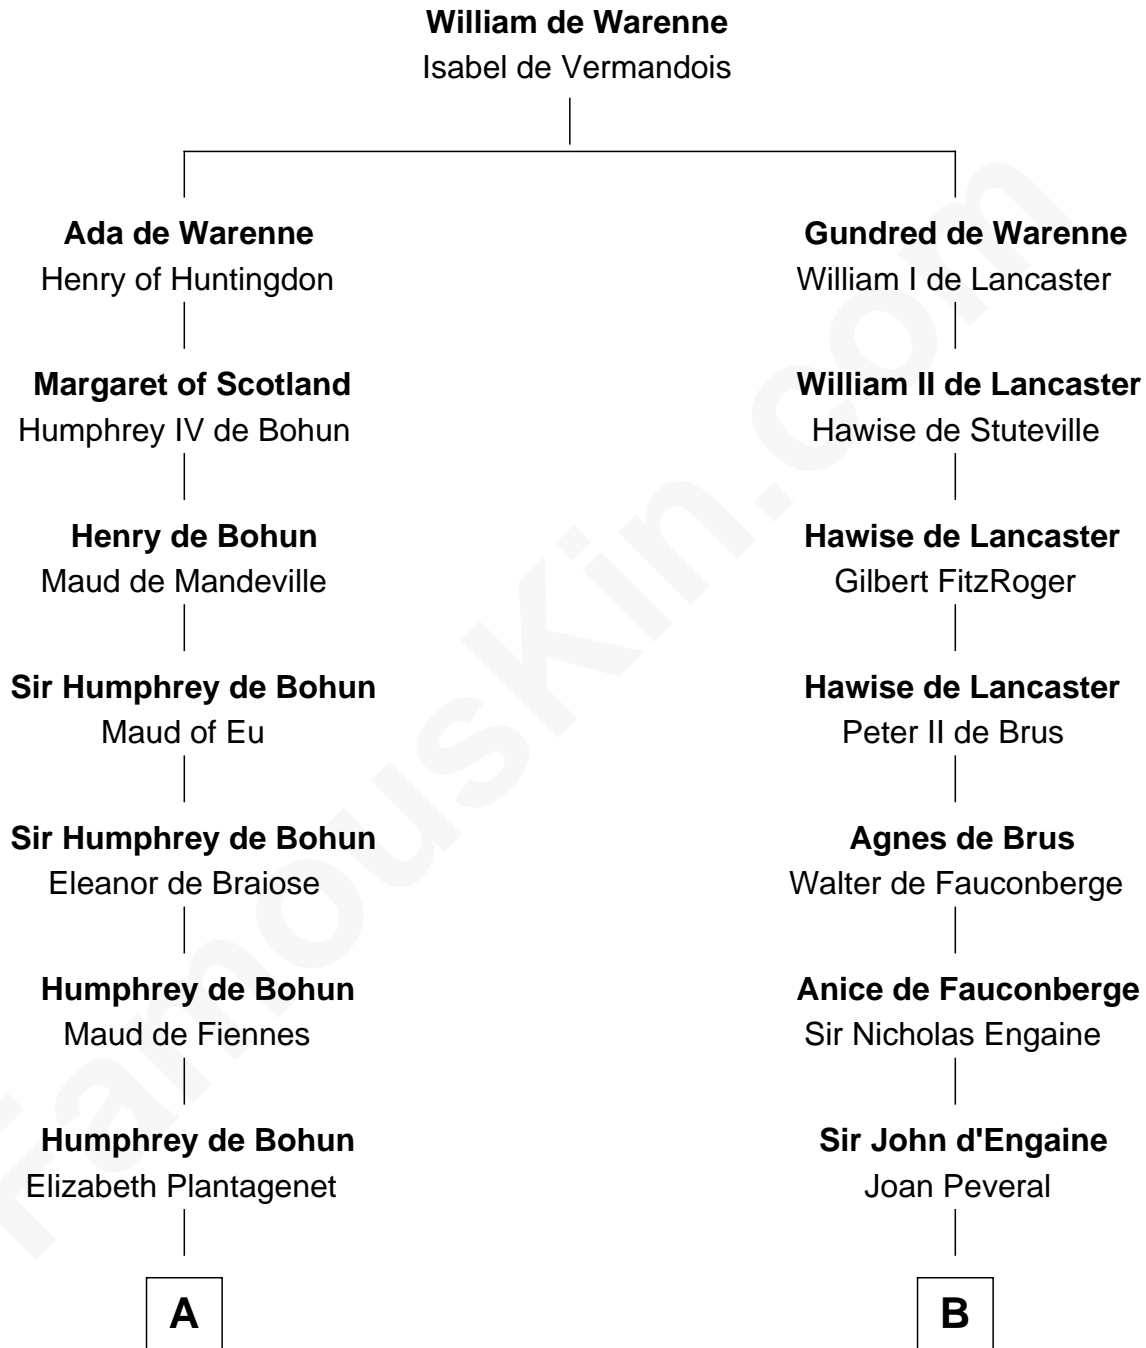 William de Warenne
Isabel de Vermandois
Ada de Warenne
Henry of Huntingdon
Margaret of Scotland
Humphrey IV de Bohun
Henry de Bohun
Maud de Mandeville
Sir Humphrey de Bohun
Maud of Eu
Sir Humphrey de Bohun
Eleanor de Braiose
Humphrey de Bohun
Maud de Fiennes
Humphrey de Bohun
Elizabeth Plantagenet
A
Gundred de Warenne
William I de Lancaster
William II de Lancaster
Hawise de Stuteville
Hawise de Lancaster
Gilbert FitzRoger
Hawise de Lancaster
Peter II de Brus
Agnes de Brus
Walter de Fauconberge
Anice de Fauconberge
Sir Nicholas Engaine
Sir John d'Engaine
Joan Peveral
B
FamousKin.com